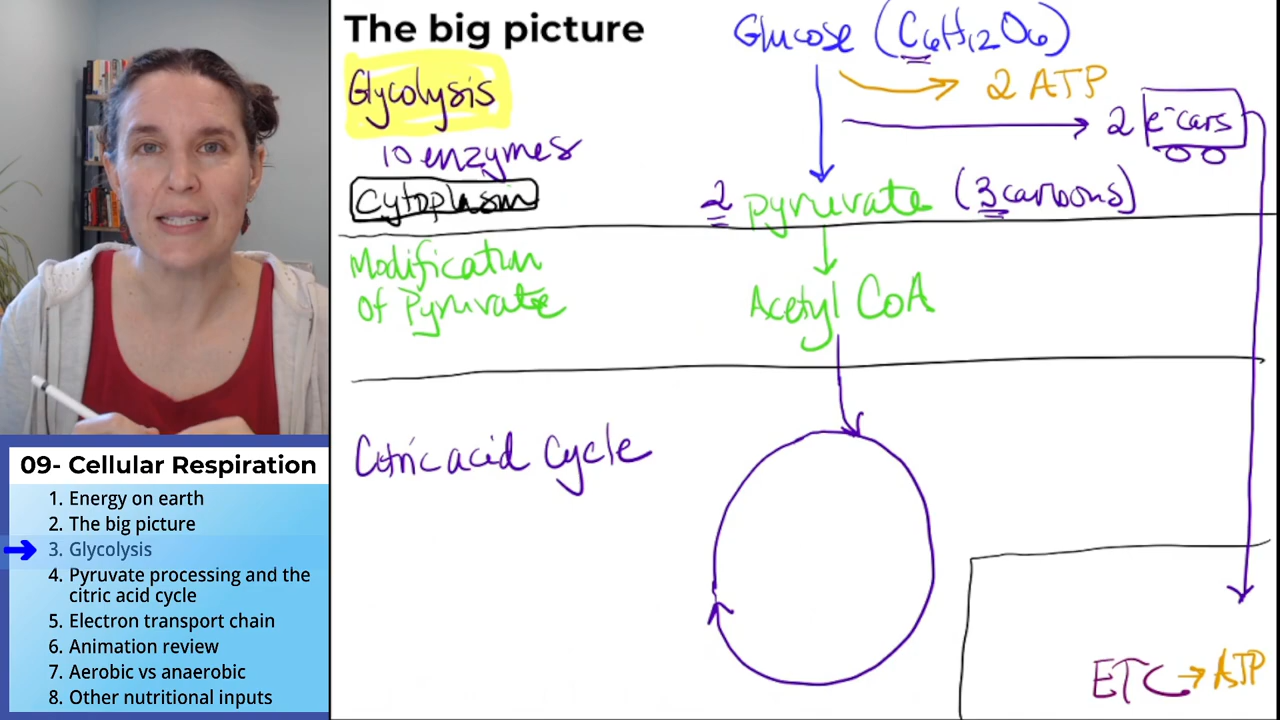 The big picture
Glucose (C6H12O6)
Glycolysis
2 ATP
2 e- cars
10 enzymes
Cytoplasm
2 pyruvate (3 carbons)
Modification
of Pyruvate
Acetyl CoA
Citric acid Cycle
ETC → ATP
09- Cellular Respiration
1. Energy on earth
2. The big picture
3. Glycolysis
4. Pyruvate processing and the
citric acid cycle
5. Electron transport chain
6. Animation review
7. Aerobic vs anaerobic
8. Other nutritional inputs